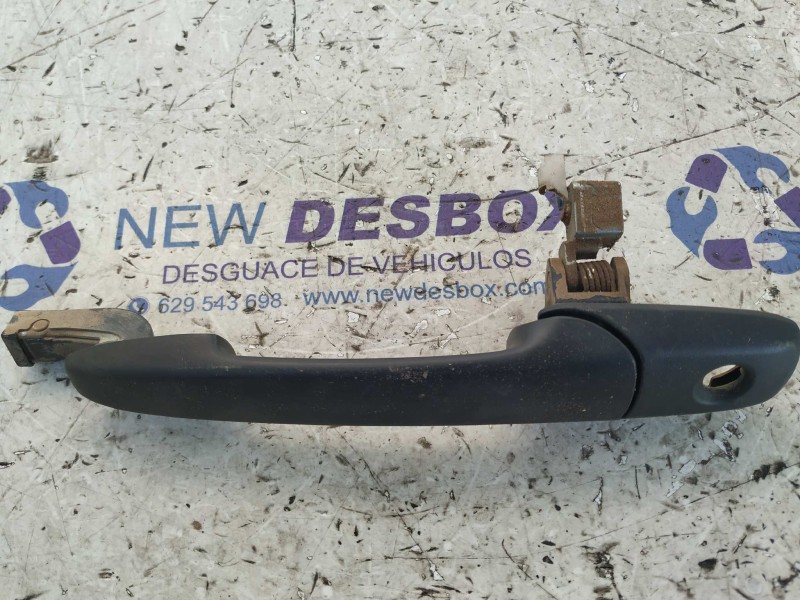 NEW DESBOX
DESGUACE DE VEHICULOS
629 543 698. www.newdesbox.com